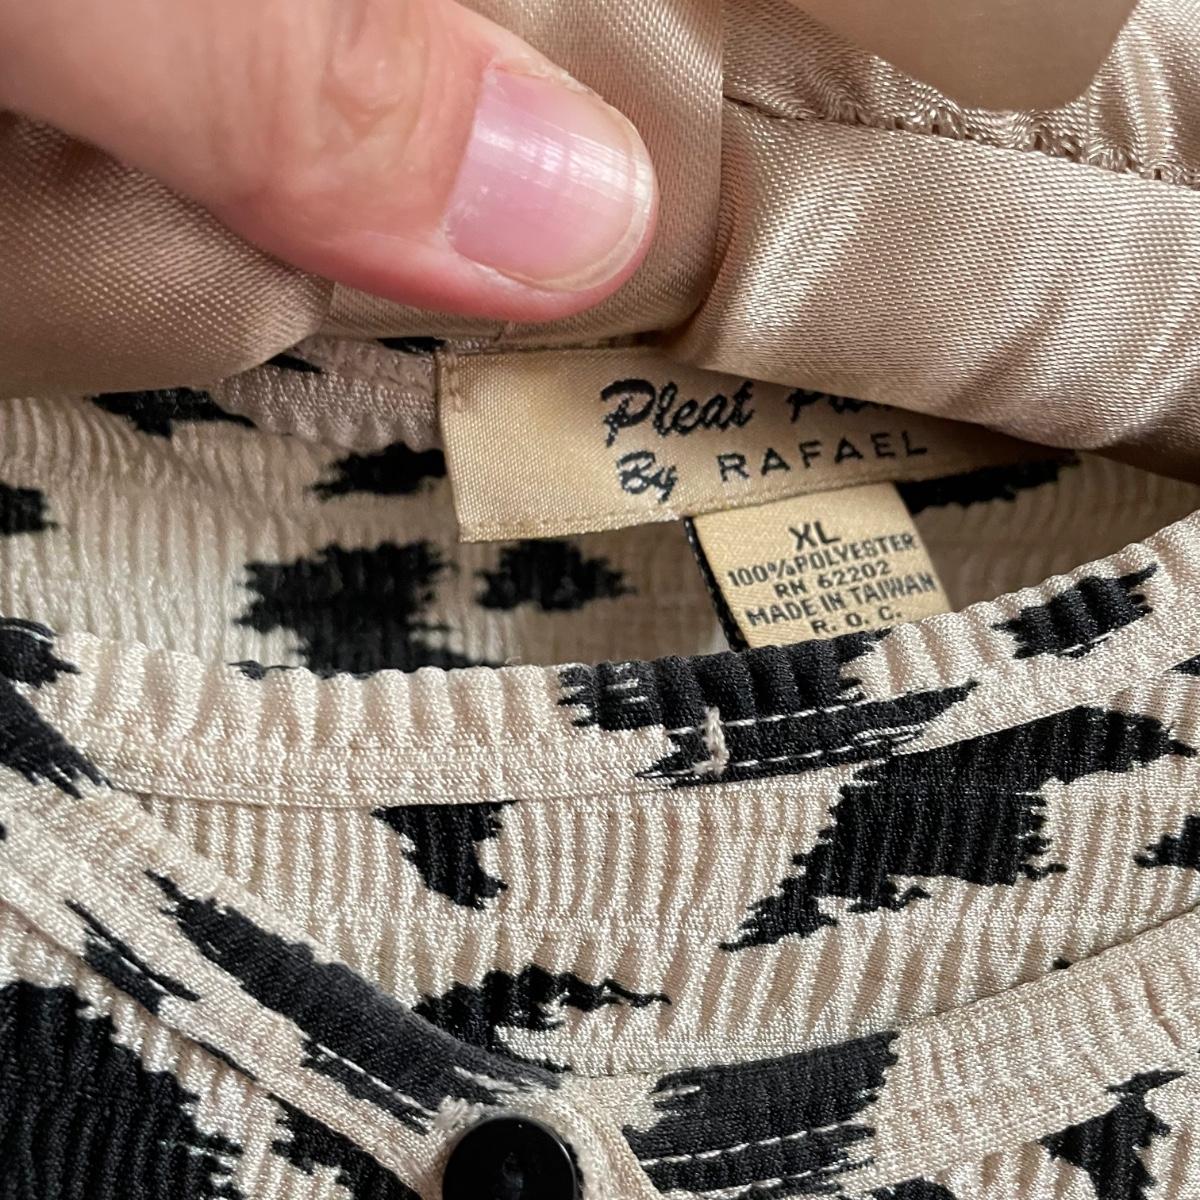 Pleat
By RAFAEL
XL
100% POLYESTER
RN 62202
MADE IN TAIWAN
R. O. C.